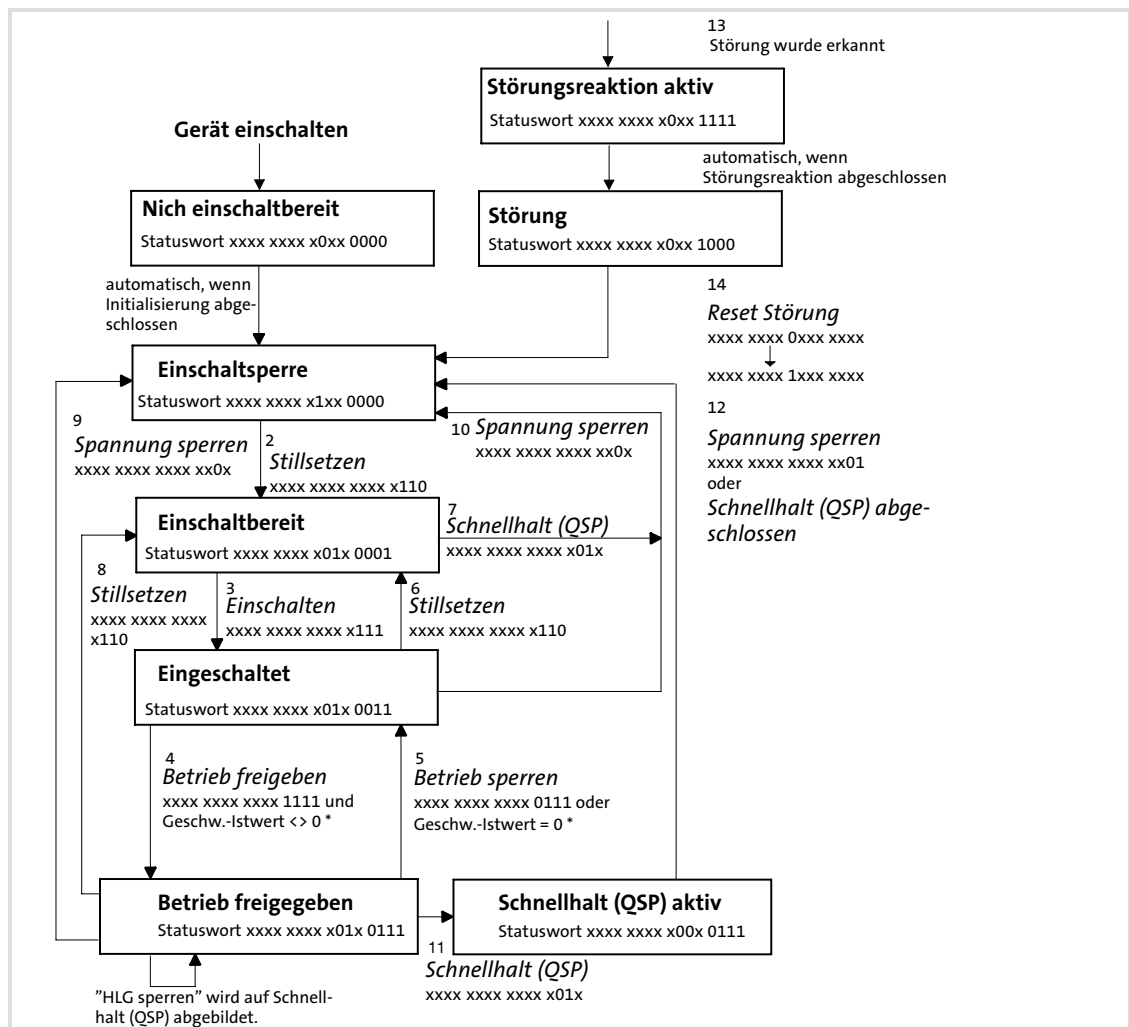 13
Störung wurde erkannt
Störungsreaktion aktiv
Statuswort xxxx xxxx x0xx 1111
Gerät einschalten
automatisch, wenn
Störungsreaktion abgeschlossen
Nich einschaltbereit
Statuswort xxxx xxxx x0xx 0000
Störung
Statuswort xxxx xxxx x0xx 1000
automatisch, wenn
Initialisierung abge-
schlossen
14
Reset Störung
xxxx xxxx 0xxx xxxx
xxxx xxxx 1xxx xxxx
Einschaltsperre
Statuswort xxxx xxxx x1xx 0000
9
Spannung sperren
xxxx xxxx xxxx xx0x
2
Stillsetzen
xxxx xxxx xxxx x110
10 Spannung sperren
xxxx xxxx xxxx xx0x
12
Spannung sperren
xxxx xxxx xxxx xx01
oder
Schnellhalt (QSP) abge-
schlossen
Einschaltbereit
Statuswort xxxx xxxx x01x 0001
7
Schnellhalt (QSP)
xxxx xxxx xxxx x01x
8
Stillsetzen
xxxx xxxx xxxx
x110
3
Einschalten
xxxx xxxx xxxx x111
6
Stillsetzen
xxxx xxxx xxxx x110
Eingeschaltet
Statuswort xxxx xxxx x01x 0011
4
Betrieb freigeben
xxxx xxxx xxxx 1111 und
Geschw.-Istwert <> 0 *
5
Betrieb sperren
xxxx xxxx xxxx 0111 oder
Geschw.-Istwert = 0 *
Betrieb freigegeben
Statuswort xxxx xxxx x01x 0111
Schnellhalt (QSP) aktiv
Statuswort xxxx xxxx x00x 0111
11
Schnellhalt (QSP)
xxxx xxxx xxxx x01x
"HLG sperren" wird auf Schnell-
halt (QSP) abgebildet.